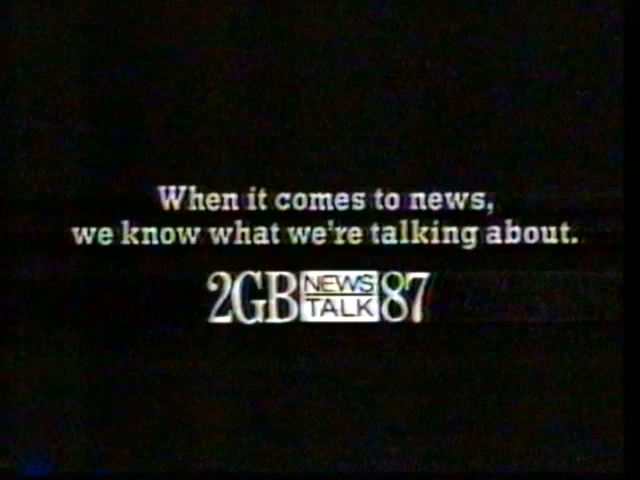 When it comes to news,
we know what we're talking about.
2GB NEWS TALK 87